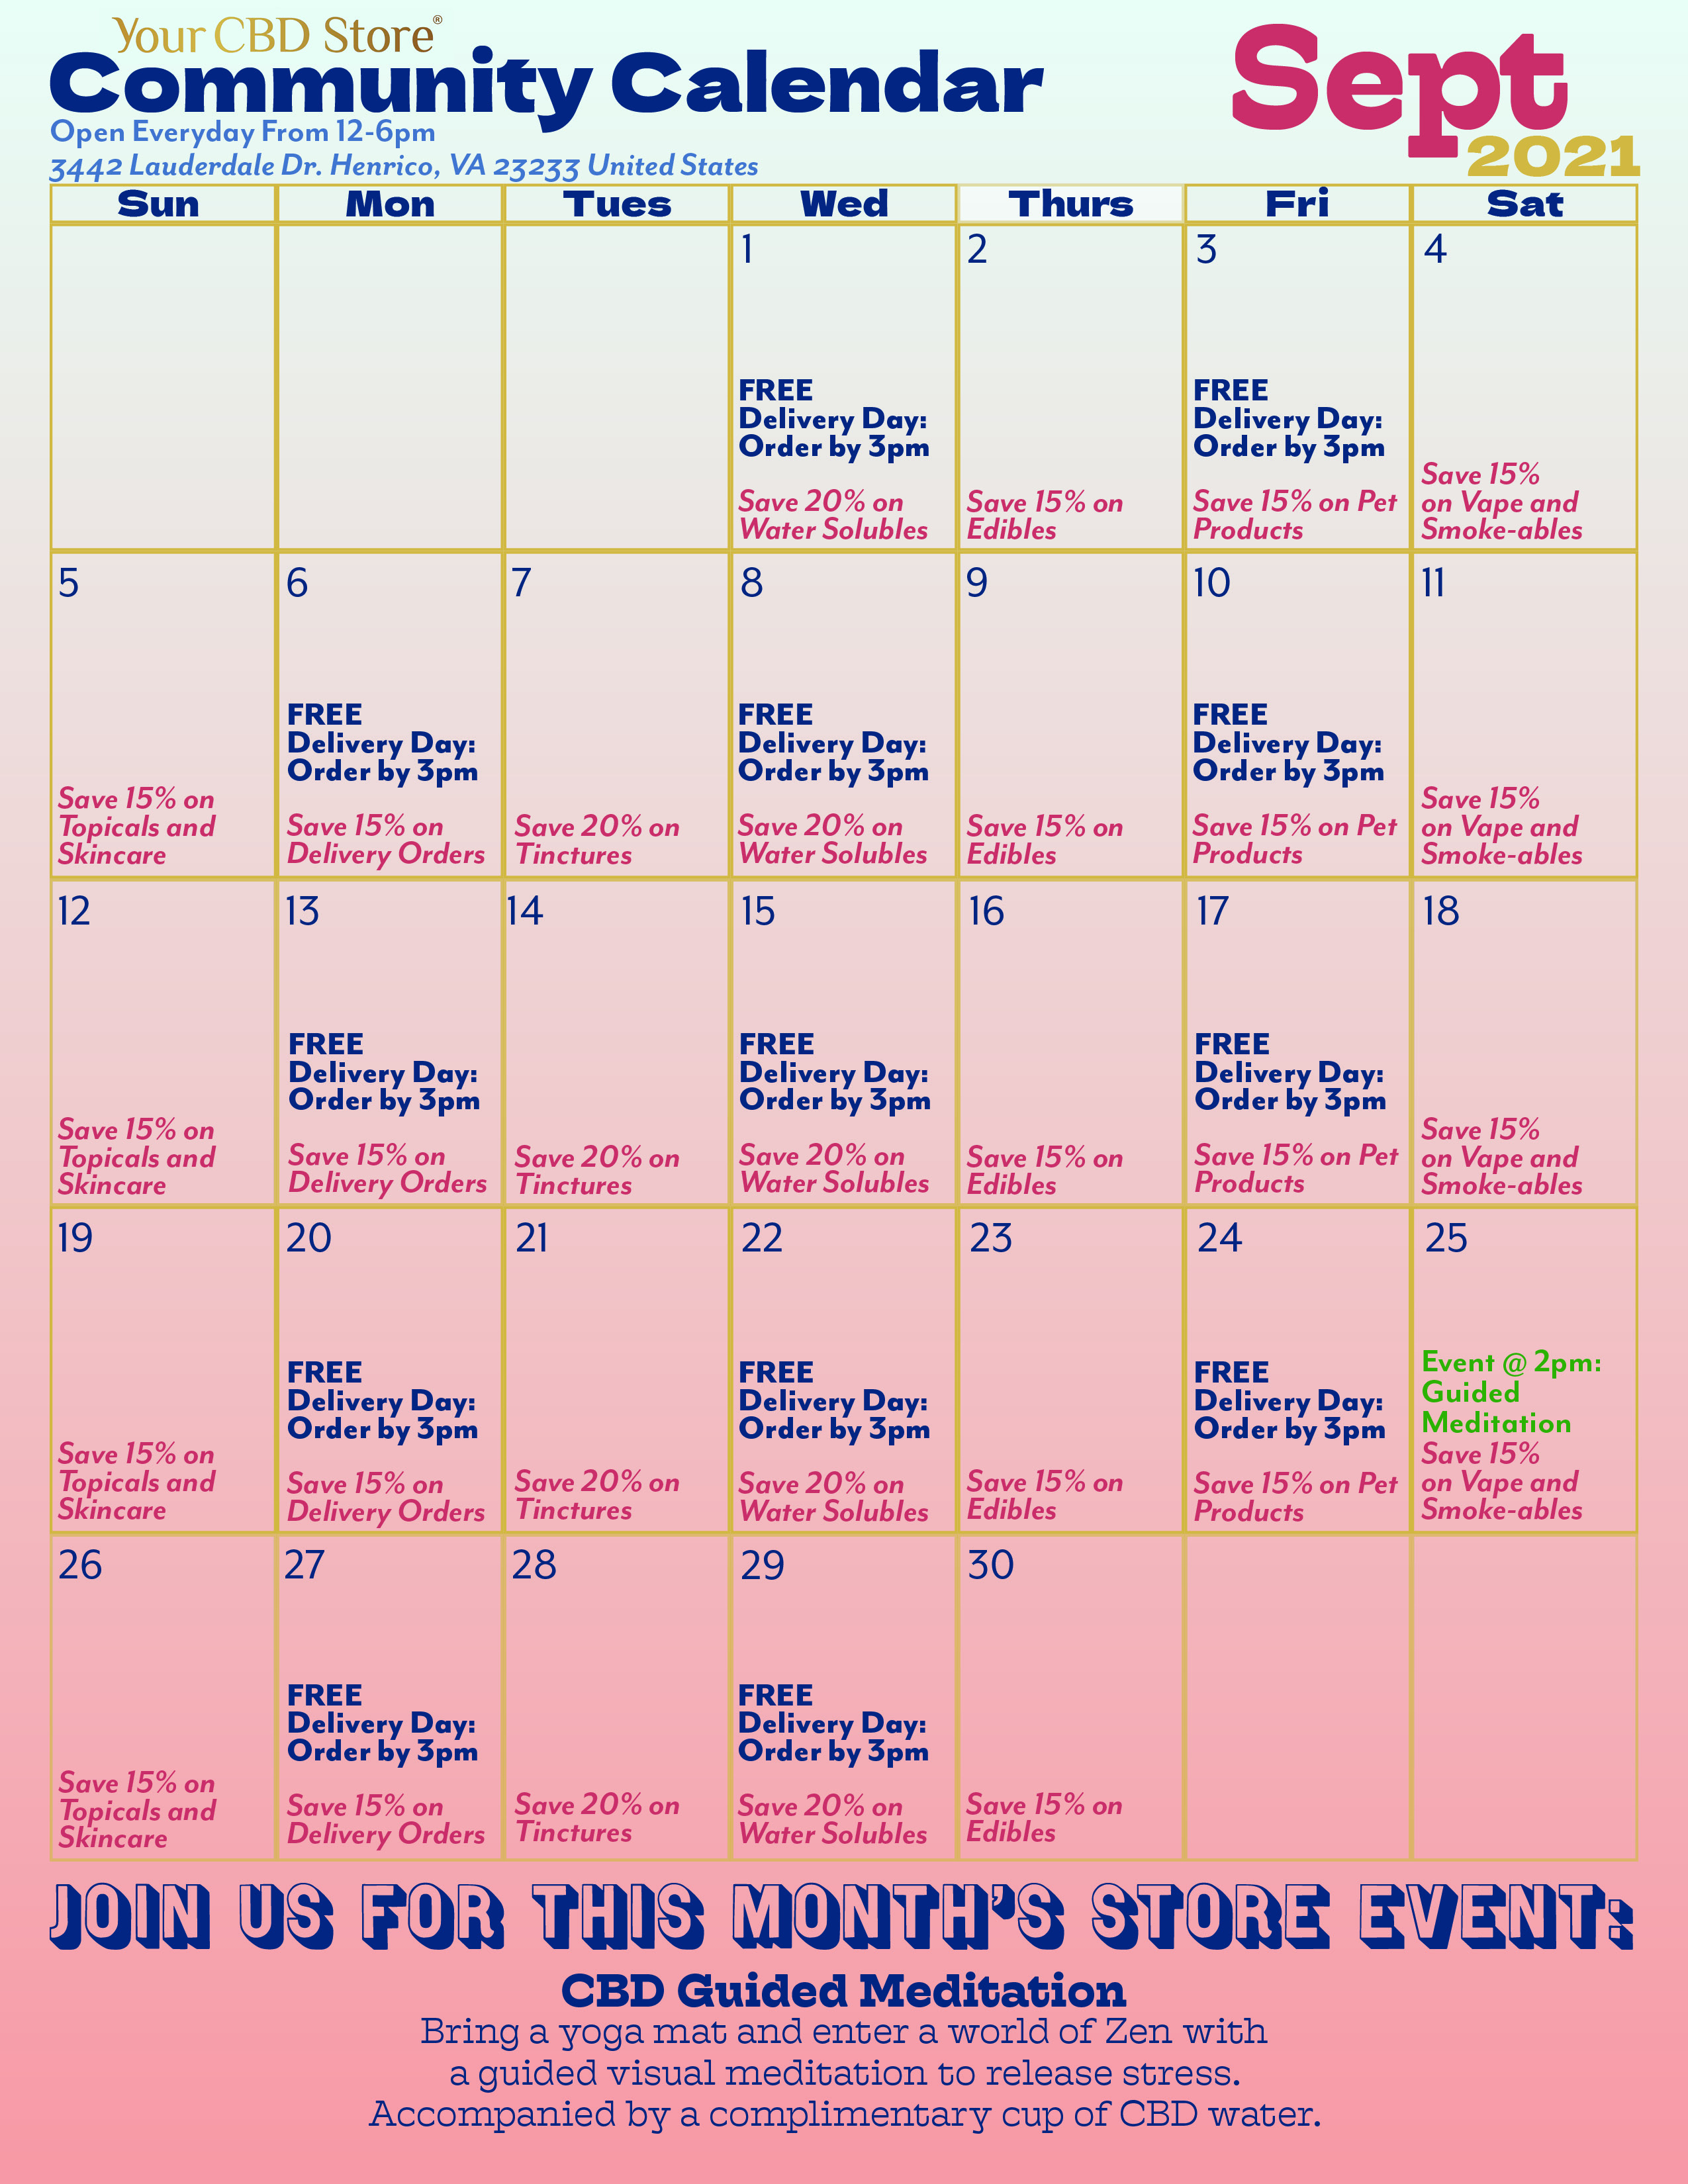 Your CBD Store®
Community Calendar
Sept
2021
Open Everyday From 12-6pm
3442 Lauderdale Dr. Henrico, VA 23233 United States
Sun Mon Tues Wed Thurs Fri Sat
1
FREE
Delivery Day:
Order by 3pm
Save 20% on
Water Solubles
2
Save 15% on
Edibles
3
FREE
Delivery Day:
Order by 3pm
Save 15% on Pet
Products
4
Save 15%
on Vape and
Smoke-ables
5
Save 15% on
Topicals and
Skincare
6
FREE
Delivery Day:
Order by 3pm
Save 15% on
Delivery Orders
7
Save 20% on
Tinctures
8
FREE
Delivery Day:
Order by 3pm
Save 20% on
Water Solubles
9
Save 15% on
Edibles
10
FREE
Delivery Day:
Order by 3pm
Save 15% on Pet
Products
11
Save 15%
on Vape and
Smoke-ables
12
Save 15% on
Topicals and
Skincare
13
FREE
Delivery Day:
Order by 3pm
Save 15% on
Delivery Orders
14
Save 20% on
Tinctures
15
FREE
Delivery Day:
Order by 3pm
Save 20% on
Water Solubles
16
Save 15% on
Edibles
17
FREE
Delivery Day:
Order by 3pm
Save 15% on Pet
Products
18
Save 15%
on Vape and
Smoke-ables
19
Save 15% on
Topicals and
Skincare
20
FREE
Delivery Day:
Order by 3pm
Save 15% on
Delivery Orders
21
Save 20% on
Tinctures
22
FREE
Delivery Day:
Order by 3pm
Save 20% on
Water Solubles
23
Save 15% on
Edibles
24
FREE
Delivery Day:
Order by 3pm
Save 15% on Pet
Products
25
Event @ 2pm:
Guided
Meditation
Save 15%
on Vape and
Smoke-ables
26
Save 15% on
Topicals and
Skincare
27
FREE
Delivery Day:
Order by 3pm
Save 15% on
Delivery Orders
28
Save 20% on
Tinctures
29
FREE
Delivery Day:
Order by 3pm
Save 20% on
Water Solubles
30
Save 15% on
Edibles
JOIN US FOR THIS MONTH'S STORE EVENT:
CBD Guided Meditation
Bring a yoga mat and enter a world of Zen with
a guided visual meditation to release stress.
Accompanied by a complimentary cup of CBD water.